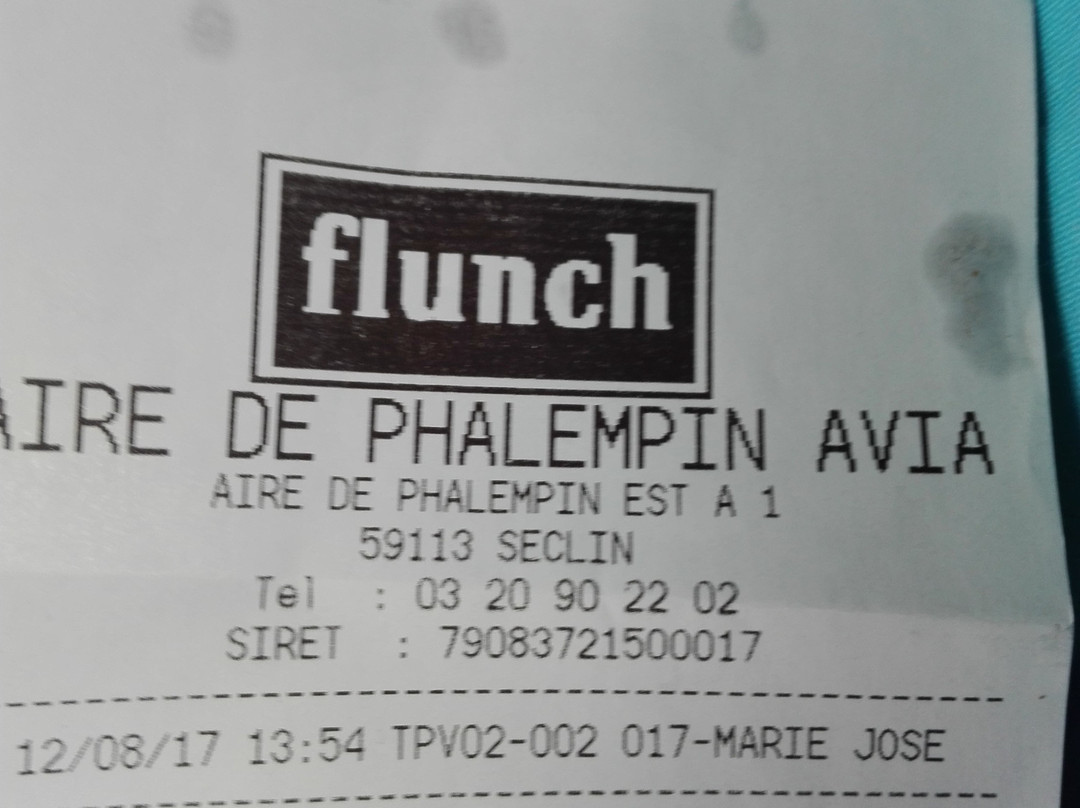 flunch
AIRE DE PHALEMPIN AVIA
AIRE DE PHALEMPIN EST A 1
59113 SECLIN
Tel : 03 20 90 22 02
SIRET : 79083721500017
12/08/17 13:54 TPV02-002 017-MARIE JOSE